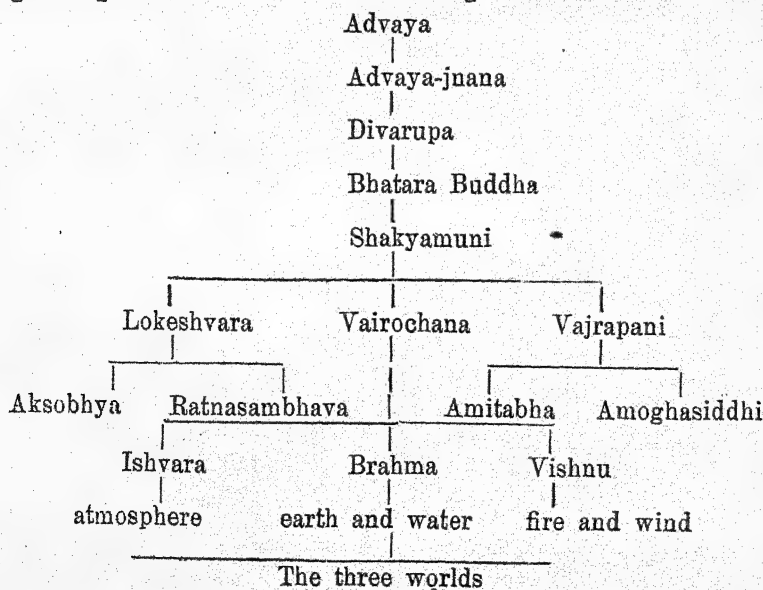 Advaya
Advaya-jnana
Divarupa
Bhatara Buddha
Shakyamuni
Lokeshvara Vairochana Vajrapani
Aksobhya Ratnasambhava Amitabha Amoghasiddhi
Ishvara Brahma Vishnu
atmosphere earth and water fire and wind
The three worlds